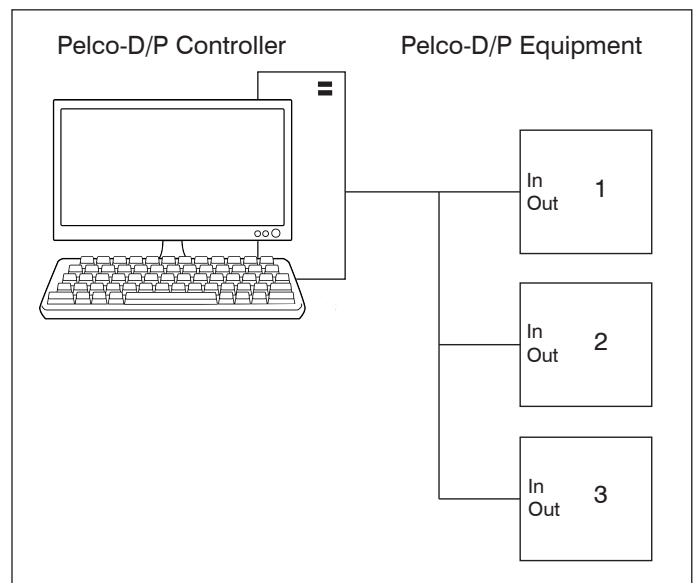 Pelco-D/P Controller
Pelco-D/P Equipment
In
Out
1
In
Out
2
In
Out
3